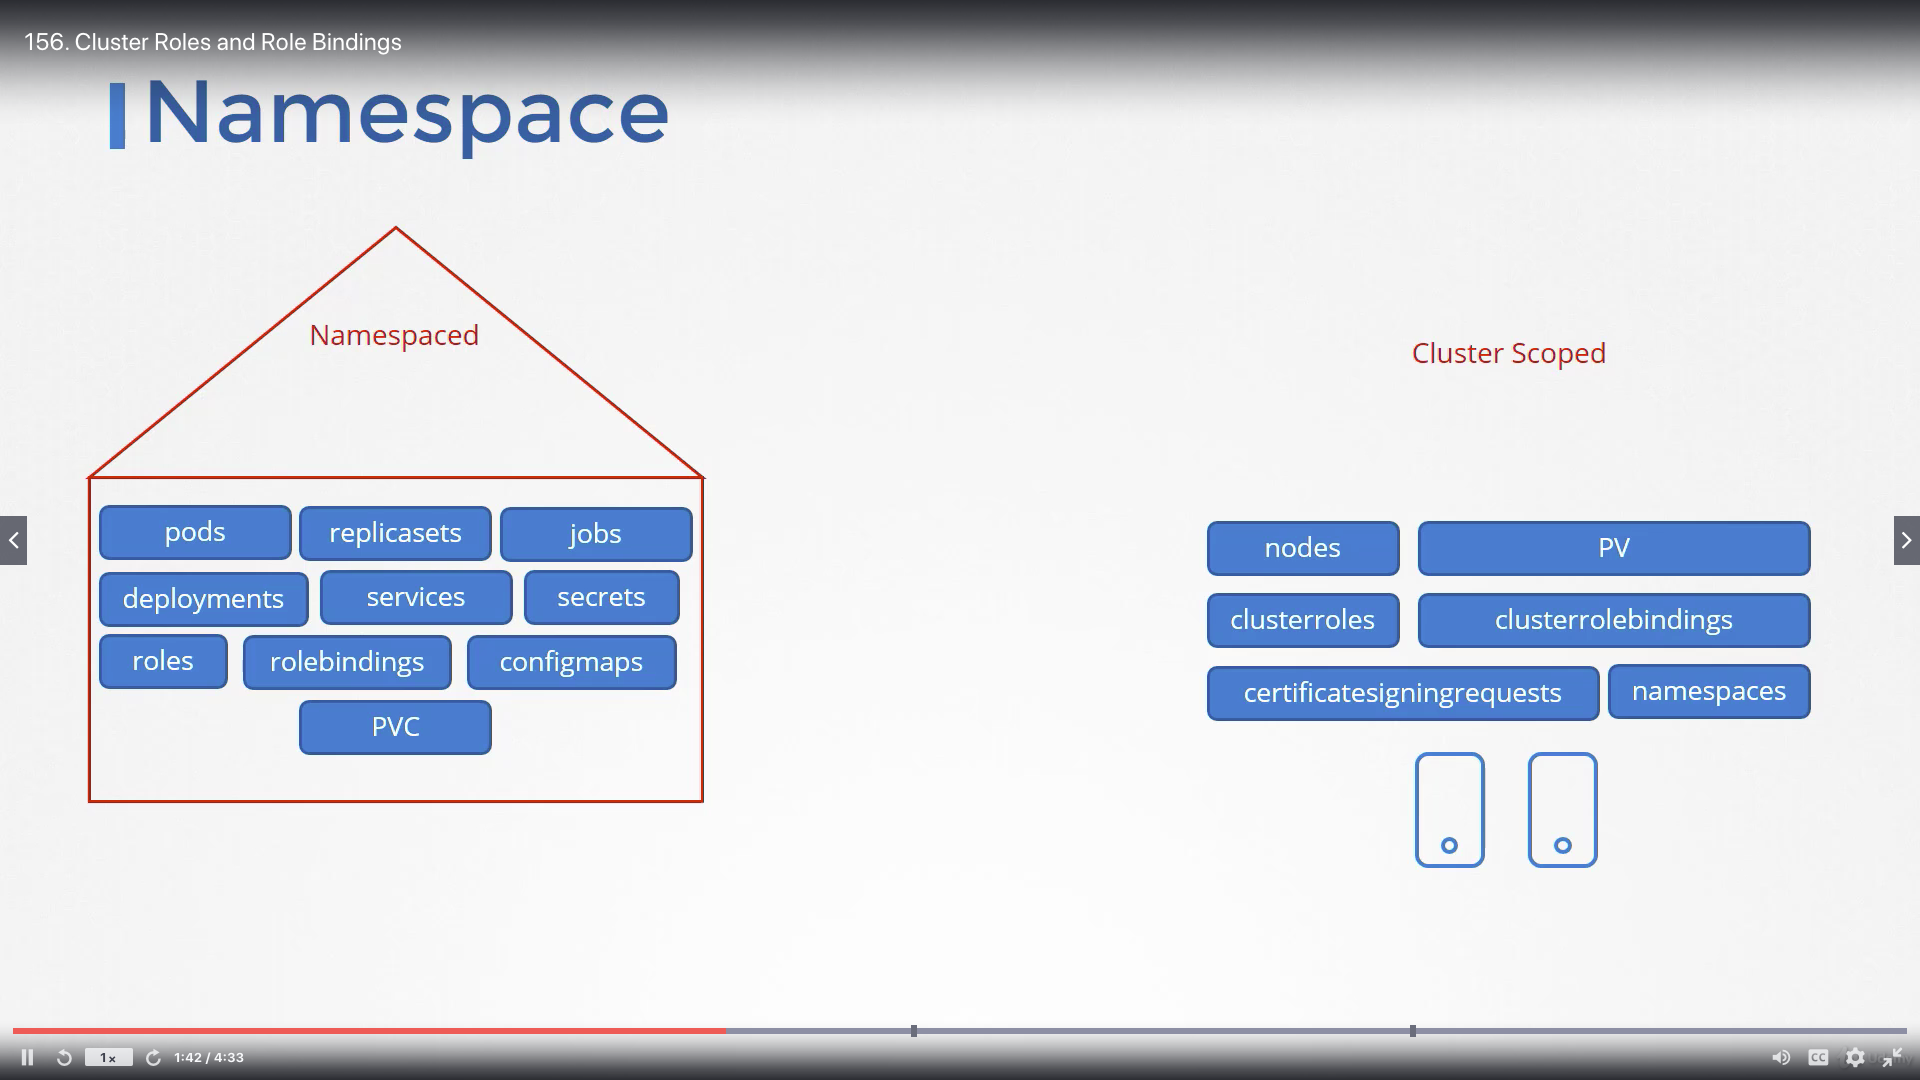 156. Cluster Roles and Role Bindings
Namespace
Namespaced
Cluster Scoped
pods
replicasets
jobs
deployments
services
secrets
roles
rolebindings
configmaps
PVC
nodes
PV
clusterroles
clusterrolebindings
certificatesigningrequests
namespaces
1x
1:42 / 4:33
CC